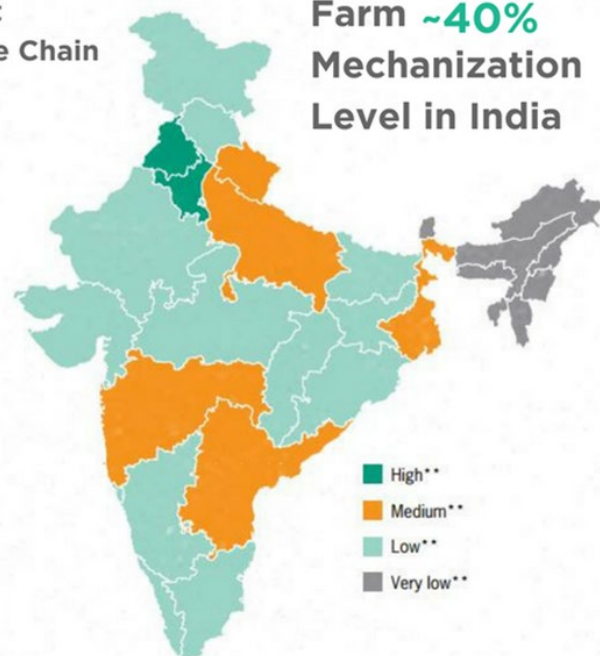 e Chain
Farm ~40%
Mechanization
Level in India
High**
Medium**
Low**
Very low**